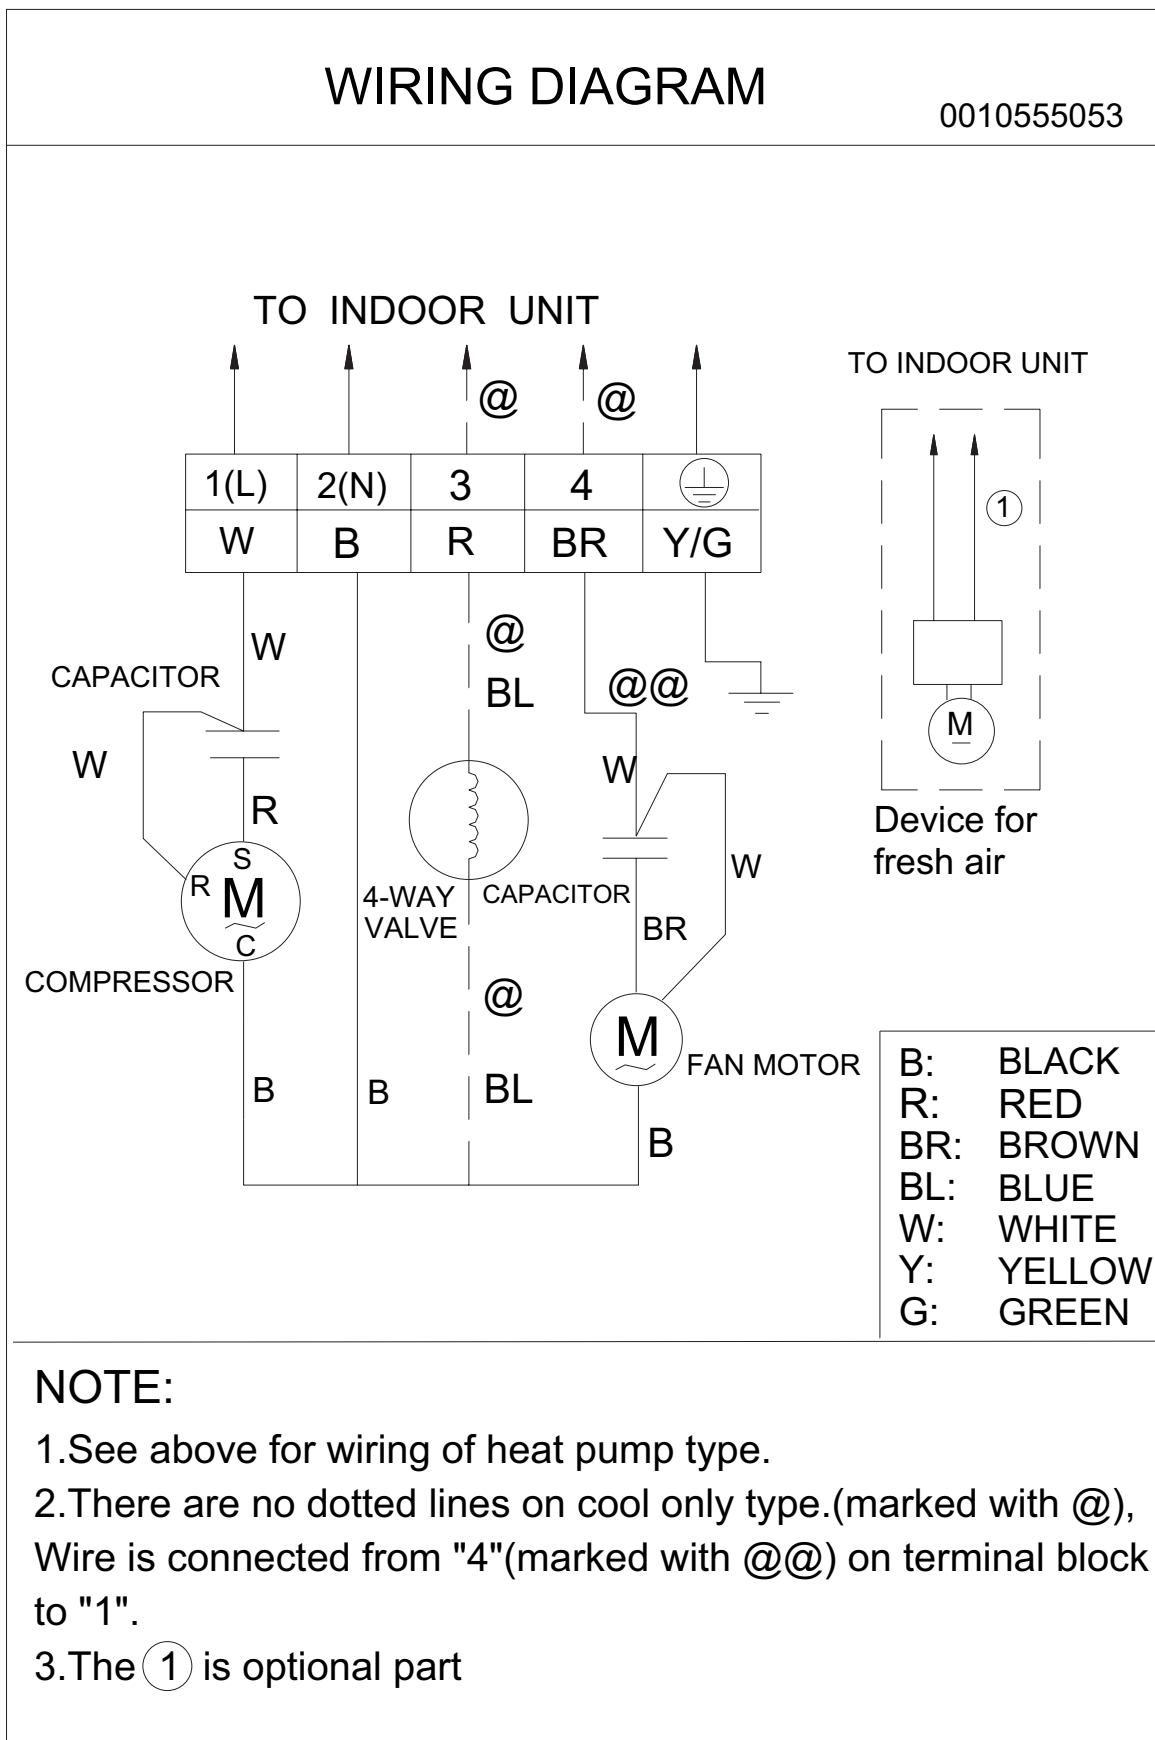 WIRING DIAGRAM
0010555053
TO INDOOR UNIT
@ @
1(L) 2(N) 3 4
W B R BR Y/G
W
@
BL
@@
CAPACITOR
W
R
S
R M
C
COMPRESSOR
4-WAY
VALVE
CAPACITOR
W
W
BR
@
BL
M
FAN MOTOR
B
B
B
TO INDOOR UNIT
1
M
Device for
fresh air
B: BLACK
R: RED
BR: BROWN
BL: BLUE
W: WHITE
Y: YELLOW
G: GREEN
NOTE:
1.See above for wiring of heat pump type.
2.There are no dotted lines on cool only type.(marked with @),
Wire is connected from "4"(marked with @@) on terminal block
to "1".
3.The 1 is optional part